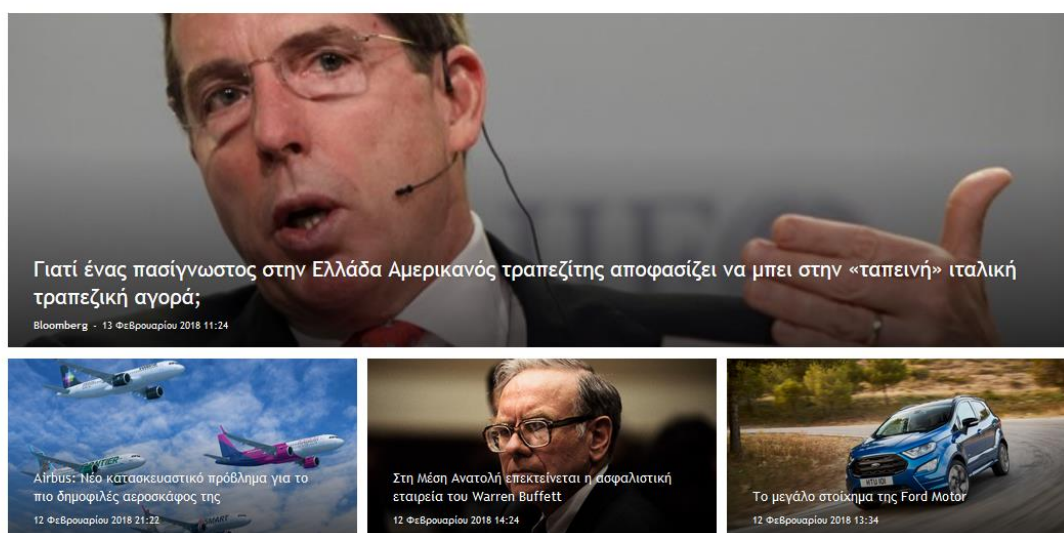 Γιατί ένας πασίγνωστος στην Ελλάδα Αμερικανός τραπεζίτης αποφασίζει να μπει στην «ταπεινή» ιταλική
τραπεζική αγορά;
Bloomberg - 13 Φεβρουαρίου 2018 11:24
Airbus: Νέο κατασκευαστικό πρόβλημα για το
πιο δημοφιλές αεροσκάφος της
12 Φεβρουαρίου 2018 21:22
Στη Μέση Ανατολή επεκτείνεται η ασφαλιστική
εταιρεία του Warren Buffett
12 Φεβρουαρίου 2018 14:24
Το μεγάλο στοίχημα της Ford Motor
12 Φεβρουαρίου 2018 13:34